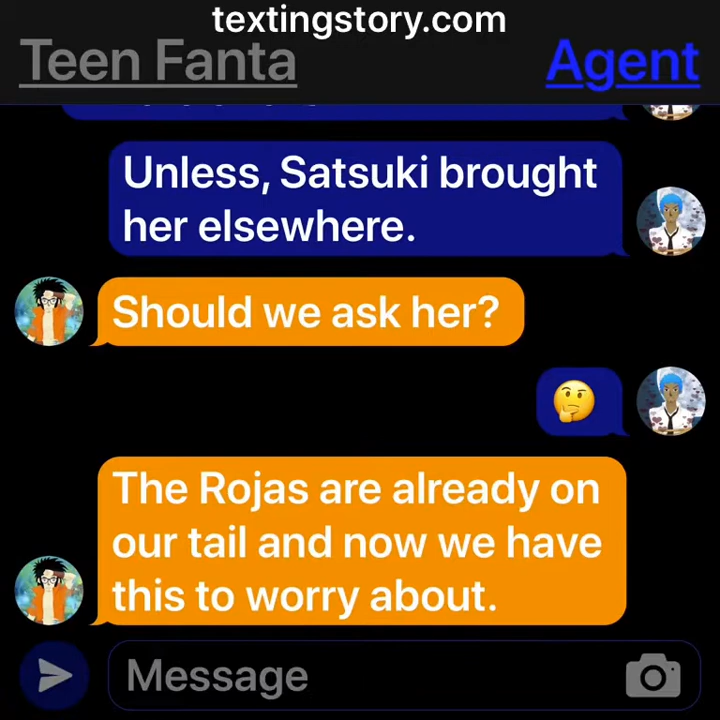 textingstory.com
Teen Fanta
Agent
Unless, Satsuki brought
her elsewhere.
Should we ask her?
🤔
The Rojas are already on
our tail and now we have
this to worry about.
Message